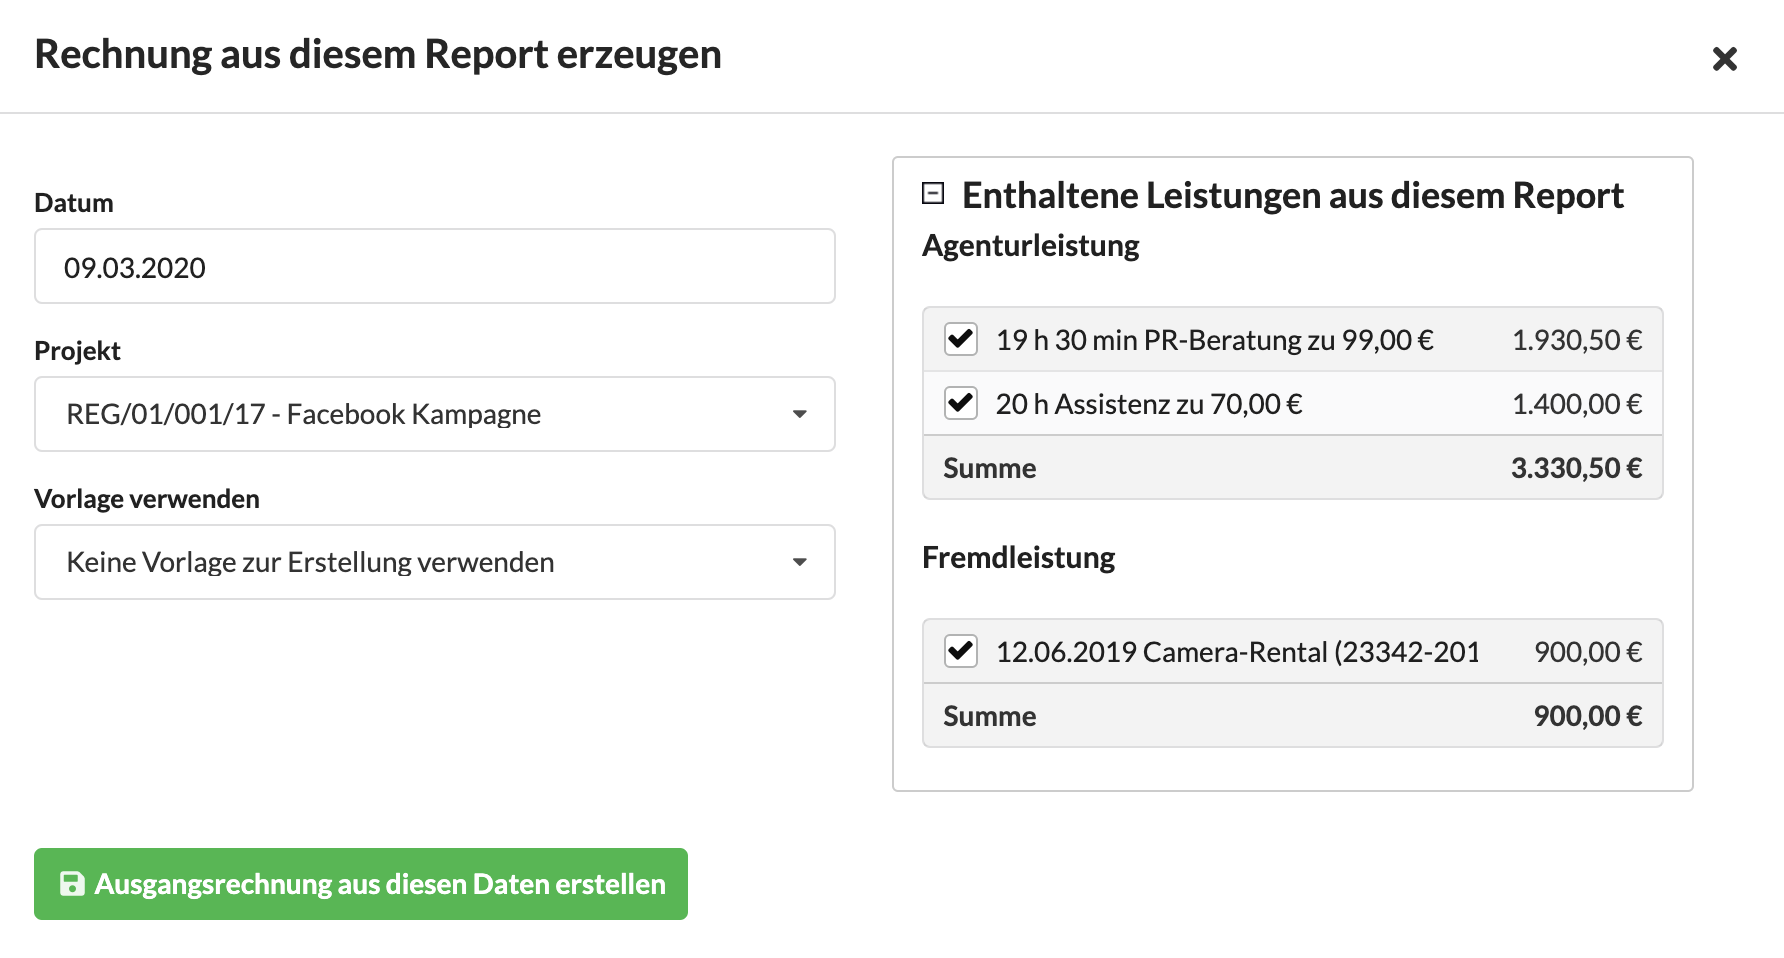 Rechnung aus diesem Report erzeugen
Datum
09.03.2020
Projekt
REG/01/001/17 - Facebook Kampagne
Vorlage verwenden
Keine Vorlage zur Erstellung verwenden
Enthaltene Leistungen aus diesem Report
Agenturleistung
19 h 30 min PR-Beratung zu 99,00 € 1.930,50 €
20 h Assistenz zu 70,00 € 1.400,00 €
Summe 3.330,50 €
Fremdleistung
12.06.2019 Camera-Rental (23342-201 900,00 €
Summe 900,00 €
Ausgangsrechnung aus diesen Daten erstellen